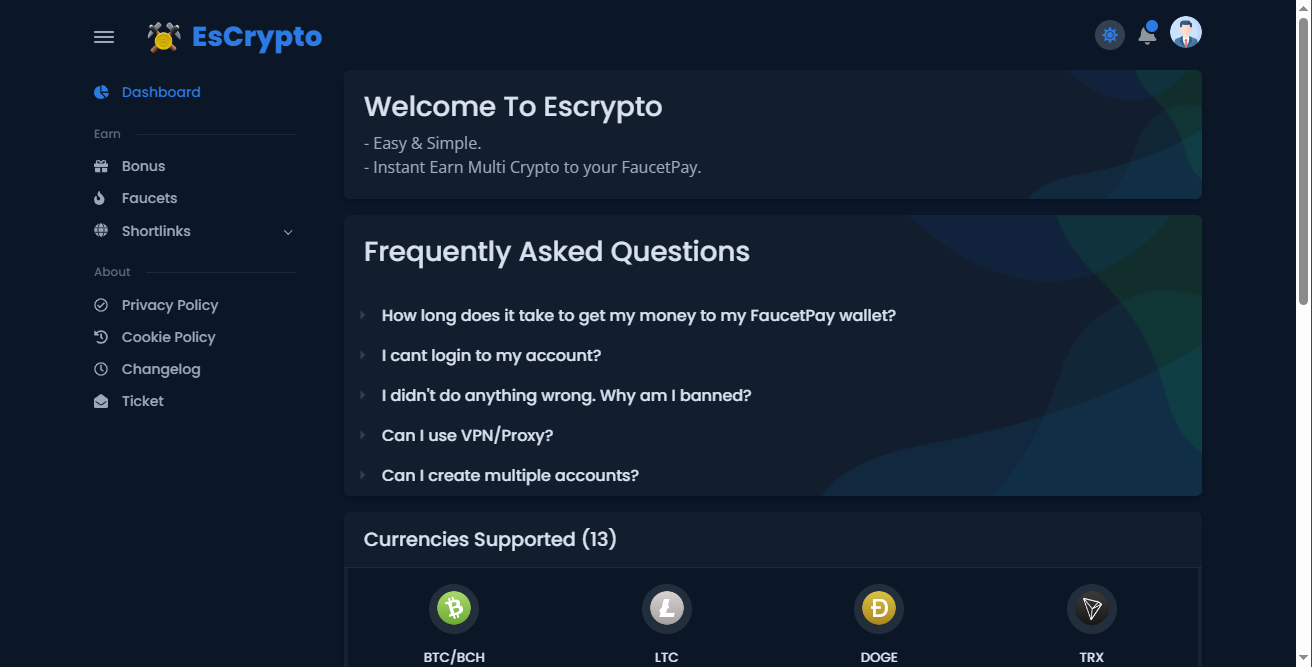 EsCrypto
Dashboard
Earn
Bonus
Faucets
Shortlinks
About
Privacy Policy
Cookie Policy
Changelog
Ticket
Welcome To Escrypto
- Easy & Simple.
- Instant Earn Multi Crypto to your FaucetPay.
Frequently Asked Questions
How long does it take to get my money to my FaucetPay wallet?
I cant login to my account?
I didn't do anything wrong. Why am I banned?
Can I use VPN/Proxy?
Can I create multiple accounts?
Currencies Supported (13)
BTC/BCH LTC DOGE TRX